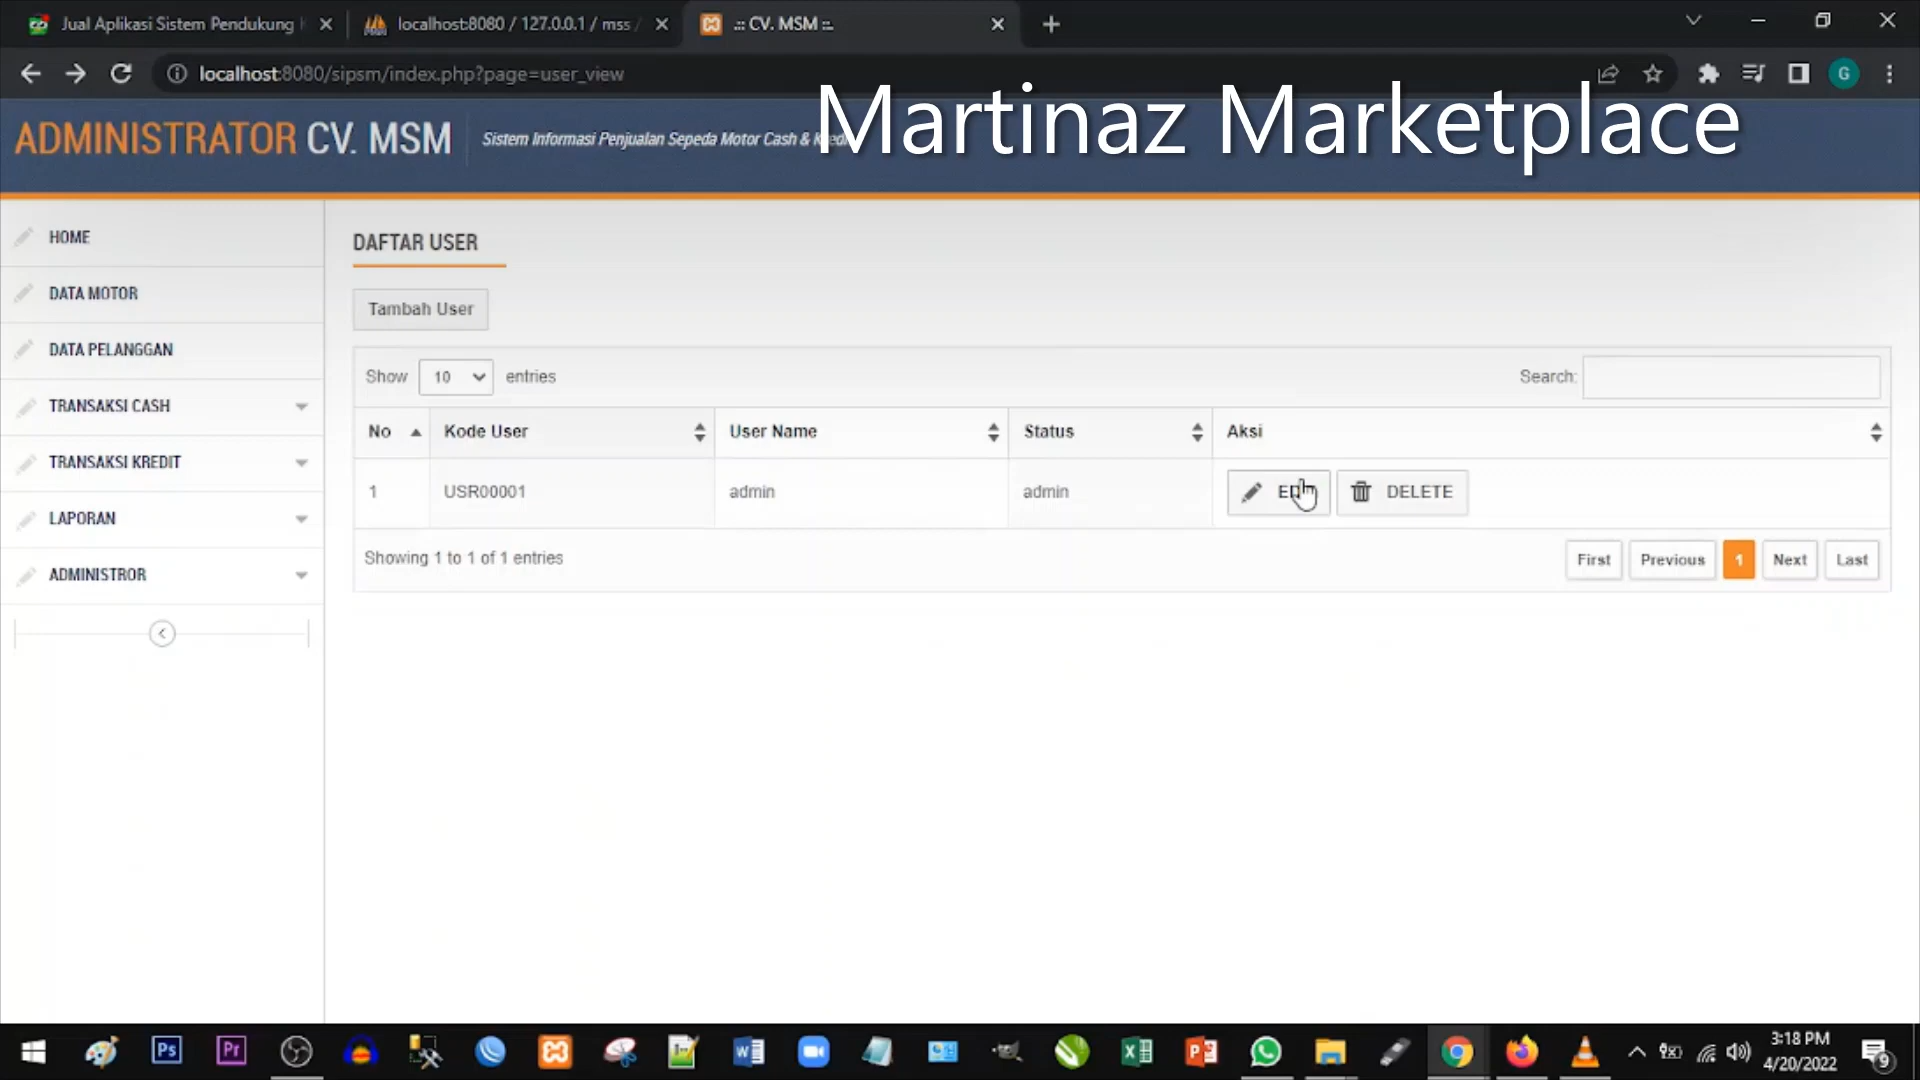 Jual Aplikasi Sistem Pendukung
localhost:8080 / 127.0.0.1 / mss /
.:: CV. MSM ::.
localhost:8080/sipsm/index.php?page=user_view
G
Martinaz Marketplace
ADMINISTRATOR CV. MSM
Sistem Informasi Penjualan Sepeda Motor Cash &
HOME
DATA MOTOR
DATA PELANGGAN
TRANSAKSI CASH
TRANSAKSI KREDIT
LAPORAN
ADMINISTROR
DAFTAR USER
Tambah User
Show 10 entries
Search:
No Kode User User Name Status Aksi
1 USR00001 admin admin DELETE
Showing 1 to 1 of 1 entries
First Previous 1 Next Last
Ps
Pr
3:18 PM
4/20/2022
9